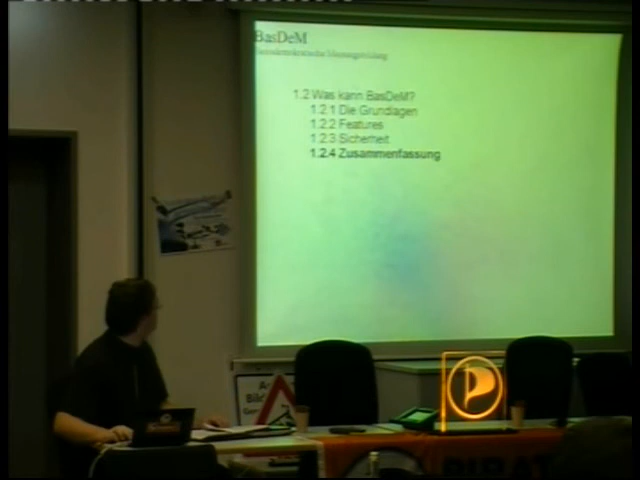 BasDeM
1.2 Was kann BasDeM?
1.2.1 Die Grundlagen
1.2.2 Features
1.2.3 Sicherheit
1.2.4 Zusammenfassung
P
PIRAT